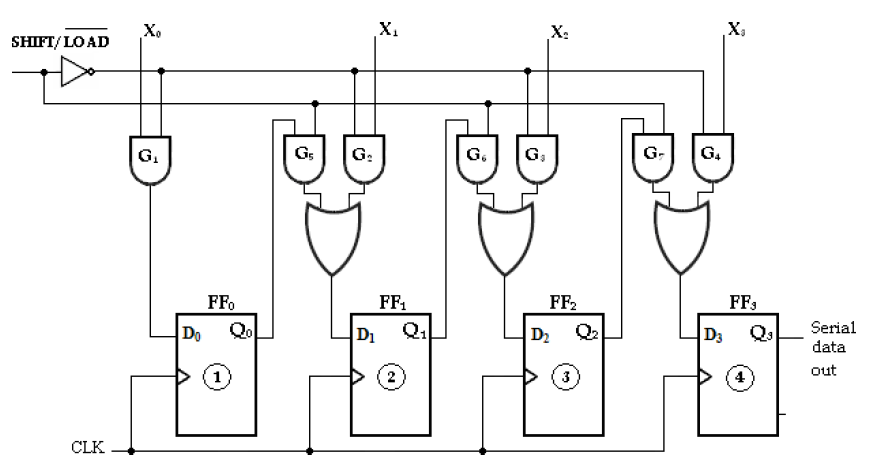 SHIFT/LOAD
X₀
X₁
X₂
X₃
G₁
G₅
G₂
G₆
G₃
G₇
G₄
FF₀
FF₁
FF₂
FF₃
D₀
Q₀
D₁
Q₁
D₂
Q₂
D₃
Q₃
Serial
data
out
1
2
3
4
CLK